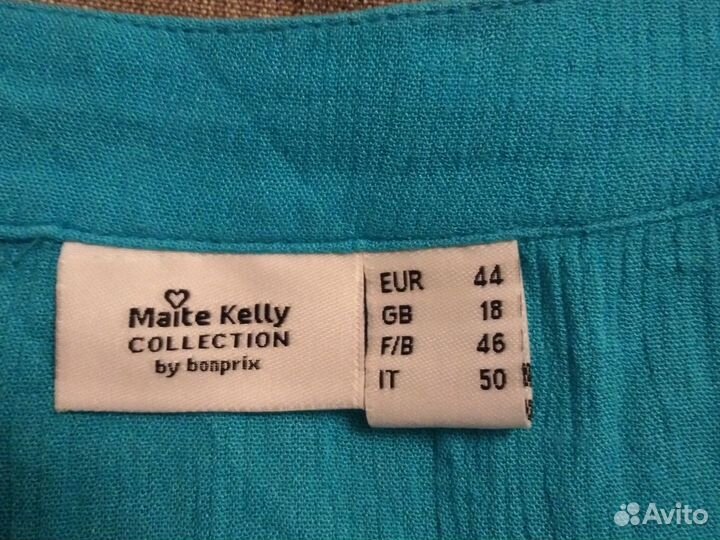 Maite Kelly
COLLECTION
by bonprix
EUR 44
GB 18
F/B 46
IT 50
Avito